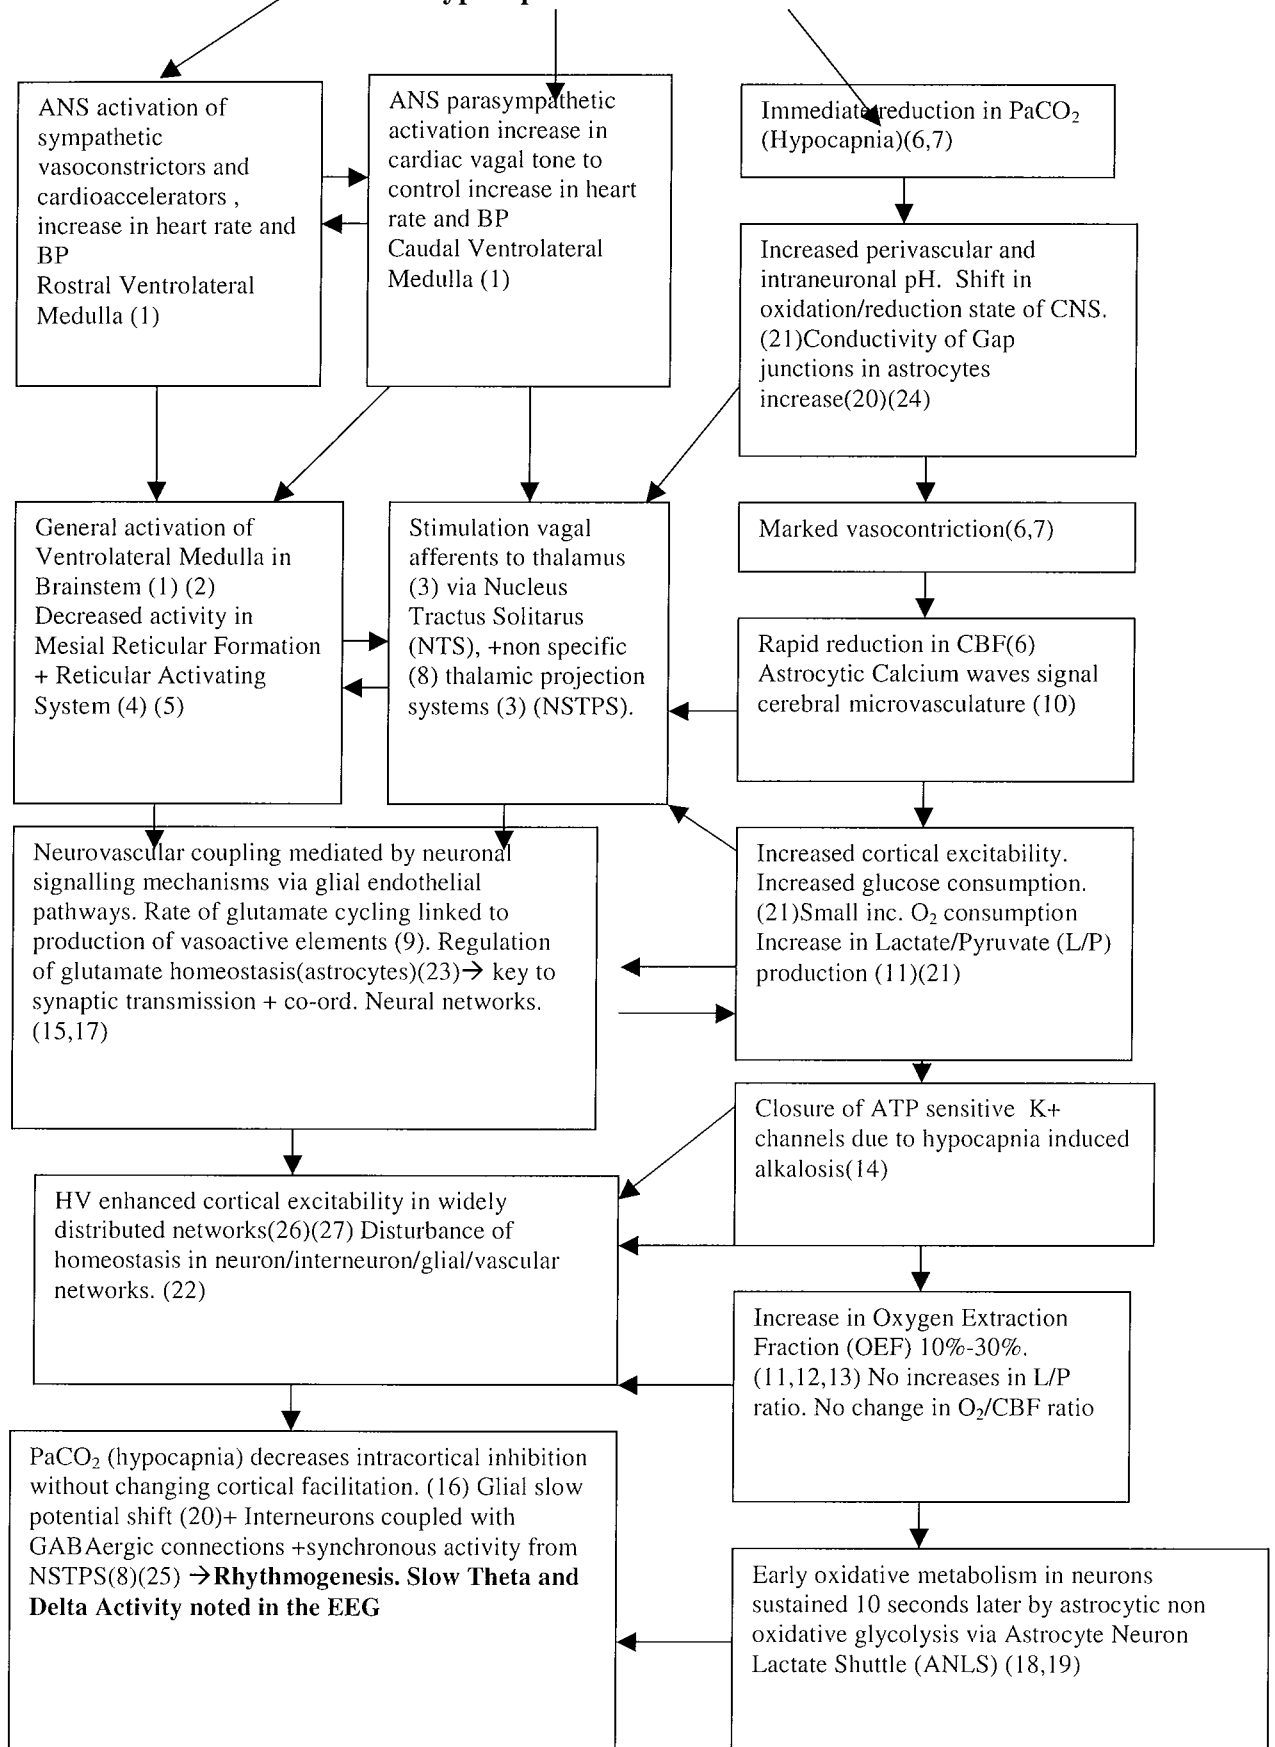 ANS activation of
sympathetic
vasoconstrictors and
cardioaccelerators ,
increase in heart rate and
BP
Rostral Ventrolateral
Medulla (1)
ANS parasympathetic
activation increase in
cardiac vagal tone to
control increase in heart
rate and BP
Caudal Ventrolateral
Medulla (1)
Immediate reduction in PaCO₂
(Hypocapnia)(6,7)
Increased perivascular and
intraneuronal pH. Shift in
oxidation/reduction state of CNS.
(21)Conductivity of Gap
junctions in astrocytes
increase(20)(24)
General activation of
Ventrolateral Medulla in
Brainstem (1) (2)
Decreased activity in
Mesial Reticular Formation
+ Reticular Activating
System (4) (5)
Stimulation vagal
afferents to thalamus
(3) via Nucleus
Tractus Solitarus
(NTS), +non specific
(8) thalamic projection
systems (3) (NSTPS).
Marked vasocontriction(6,7)
Rapid reduction in CBF(6)
Astrocytic Calcium waves signal
cerebral microvasculature (10)
Neurovascular coupling mediated by neuronal
signalling mechanisms via glial endothelial
pathways. Rate of glutamate cycling linked to
production of vasoactive elements (9). Regulation
of glutamate homeostasis(astrocytes)(23)→ key to
synaptic transmission + co-ord. Neural networks.
(15,17)
Increased cortical excitability.
Increased glucose consumption.
(21)Small inc. O₂ consumption
Increase in Lactate/Pyruvate (L/P)
production (11)(21)
Closure of ATP sensitive K+
channels due to hypocapnia induced
alkalosis(14)
HV enhanced cortical excitability in widely
distributed networks(26)(27) Disturbance of
homeostasis in neuron/interneuron/glial/vascular
networks. (22)
Increase in Oxygen Extraction
Fraction (OEF) 10%-30%.
(11,12,13) No increases in L/P
ratio. No change in O₂/CBF ratio
PaCO₂ (hypocapnia) decreases intracortical inhibition
without changing cortical facilitation. (16) Glial slow
potential shift (20)+ Interneurons coupled with
GABAergic connections +synchronous activity from
NSTPS(8)(25) →Rhythmogenesis. Slow Theta and
Delta Activity noted in the EEG
Early oxidative metabolism in neurons
sustained 10 seconds later by astrocytic non
oxidative glycolysis via Astrocyte Neuron
Lactate Shuttle (ANLS) (18,19)